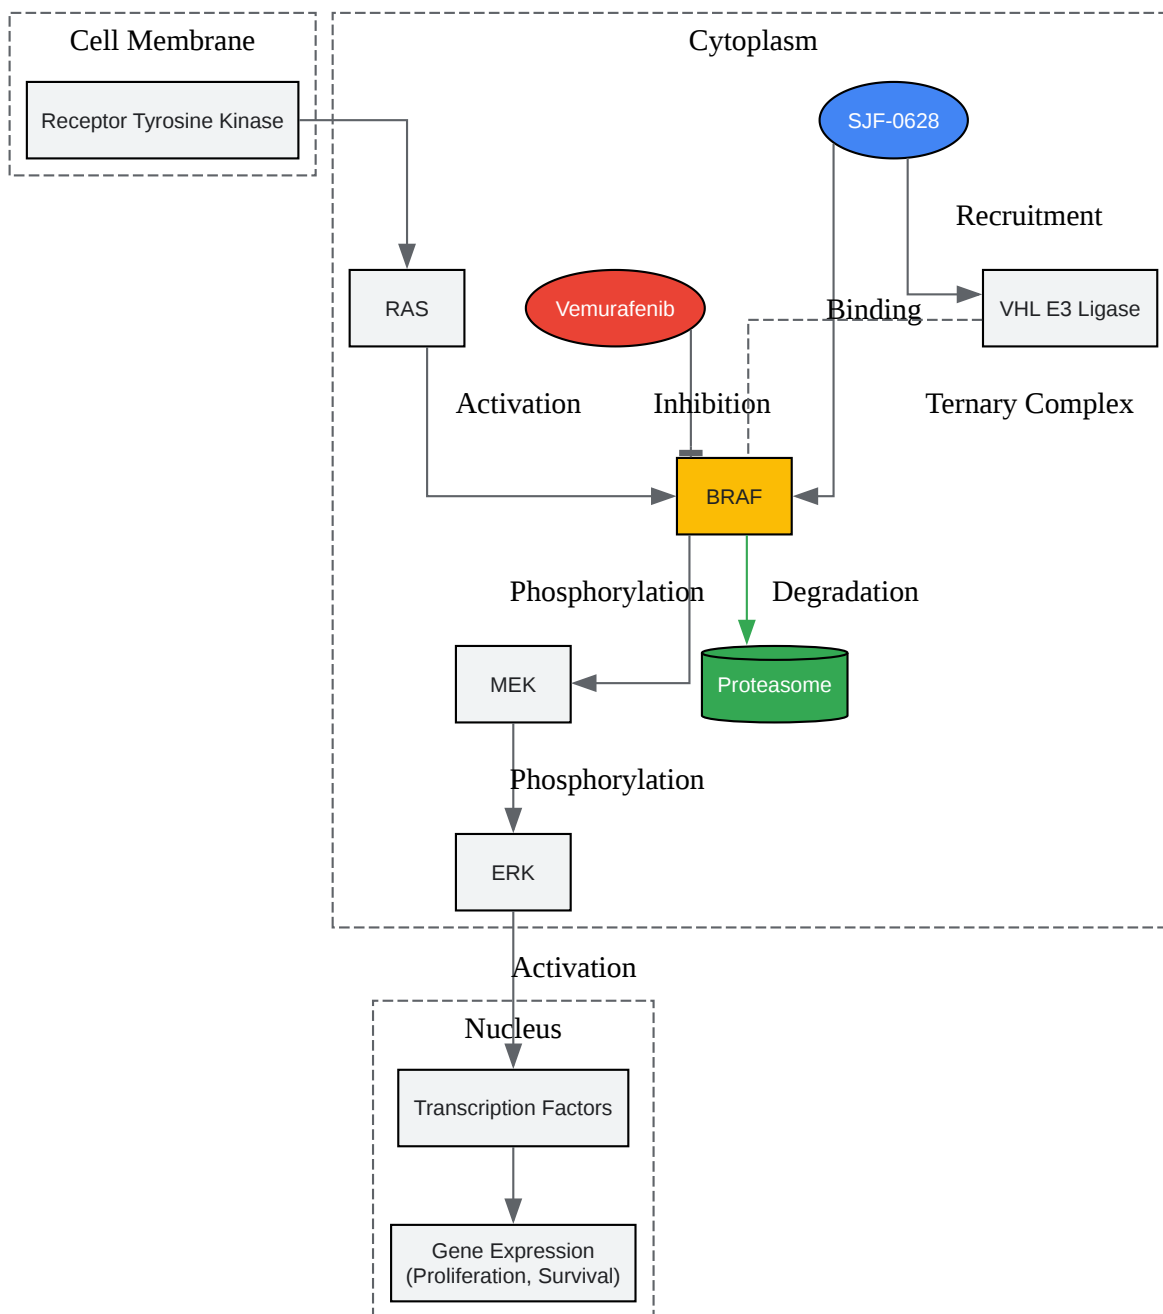 Cell Membrane
Cytoplasm
Receptor Tyrosine Kinase
SJF-0628
Recruitment
RAS
Vemurafenib
Binding
VHL E3 Ligase
Activation
Inhibition
Ternary Complex
BRAF
Phosphorylation
Degradation
MEK
Proteasome
Phosphorylation
ERK
Activation
Nucleus
Transcription Factors
Gene Expression
(Proliferation, Survival)